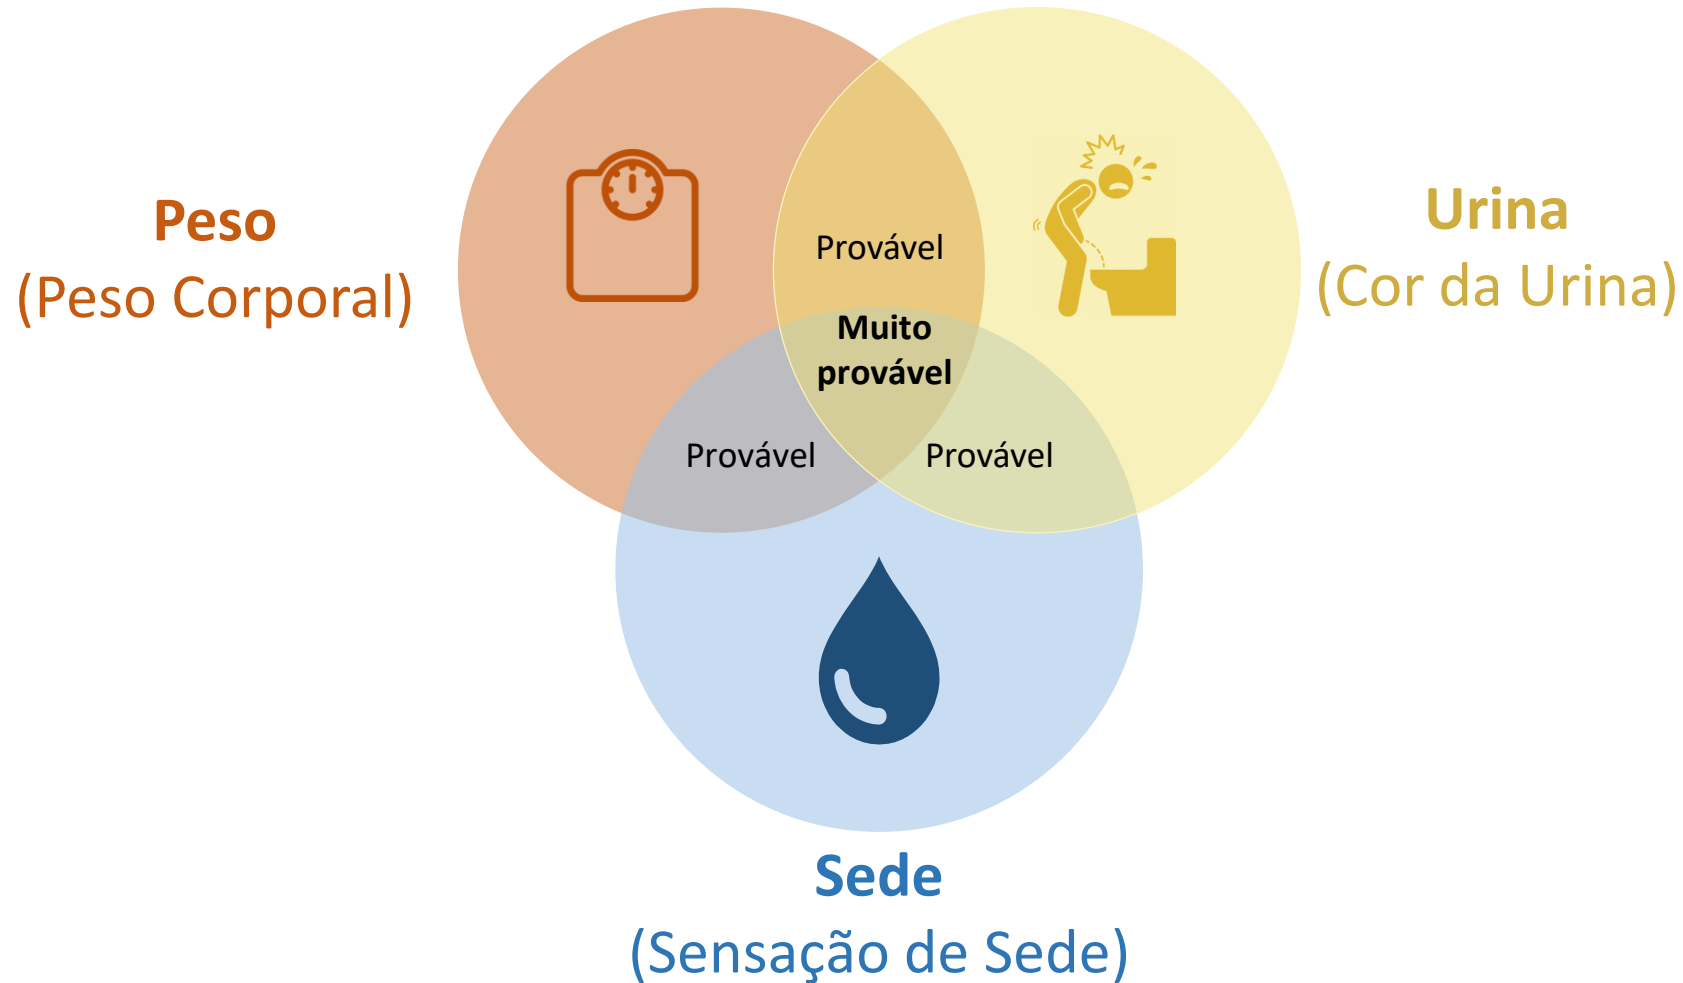 Peso
(Peso Corporal)
Urina
(Cor da Urina)
Provável
Muito
provável
Provável
Provável
Sede
(Sensação de Sede)